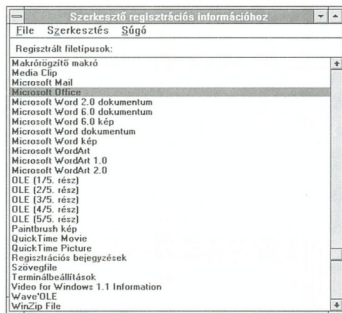 Szerkesztő regisztrációs információhoz
File Szerkesztés Súgó
Regisztrált filetípusok:
Makrórögzítő makró
Media Clip
Microsoft Mail
Microsoft Office
Microsoft Word 2.0 dokumentum
Microsoft Word 6.0 dokumentum
Microsoft Word 6.0 kép
Microsoft Word dokumentum
Microsoft Word kép
Microsoft WordArt
Microsoft WordArt 1.0
Microsoft WordArt 2.0
OLE (1/5. rész)
OLE (2/5. rész)
OLE (3/5. rész)
OLE (4/5. rész)
OLE (5/5. rész)
Paintbrush kép
QuickTime Movie
QuickTime Picture
Regisztrációs bejegyzések
Szövegfile
Terminálbeállítások
Video for Windows 1.1 Information
Wave'OLE
WinZip File